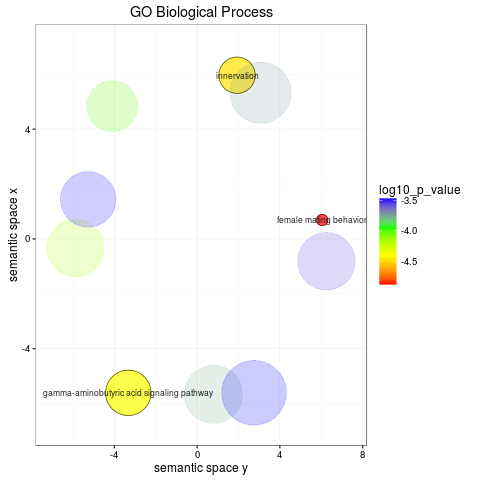 GO Biological Process
innervation
female mating behavior
gamma-aminobutyric acid signaling pathway
4
0
-4
-4
0
4
8
semantic space x
semantic space y
log10_p_value
-3.5
-4.0
-4.5